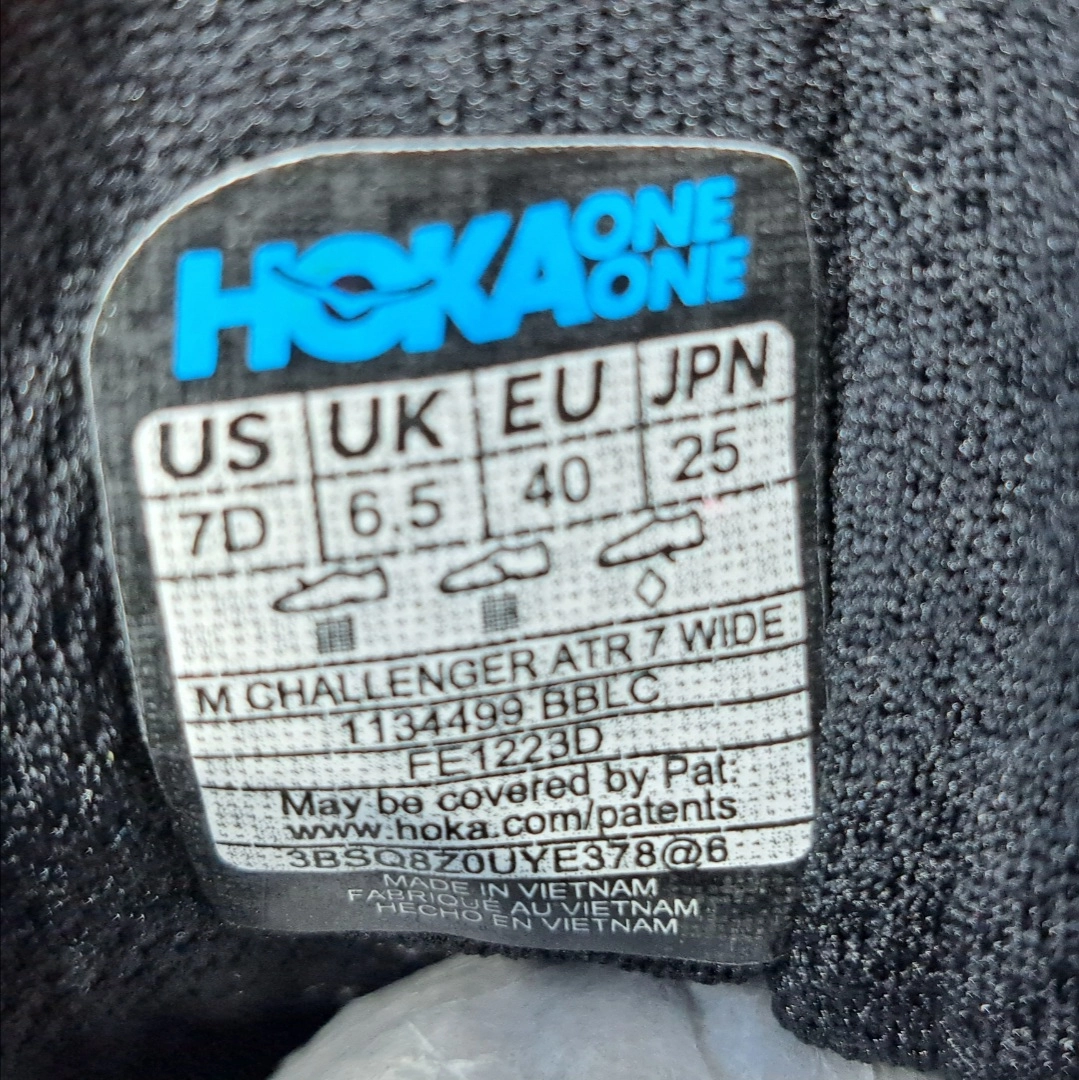 HOKA ONE ONE
US UK EU JPN
7D 6.5 40 25
M CHALLENGER ATR 7 WIDE
1134499 BBLC
FE1223D
May be covered by Pat:
www.hoka.com/patents
3BSQ8Z0UYE378@6
MADE IN VIETNAM
FABRIQUE AU VIETNAM
HECHO EN VIETNAM